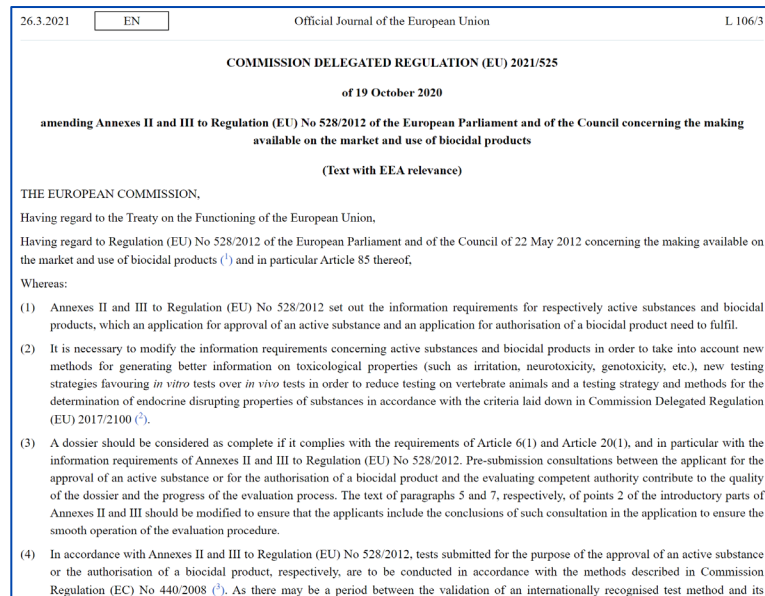 26.3.2021 EN Official Journal of the European Union L 106/3
COMMISSION DELEGATED REGULATION (EU) 2021/525
of 19 October 2020
amending Annexes II and III to Regulation (EU) No 528/2012 of the European Parliament and of the Council concerning the making
available on the market and use of biocidal products
(Text with EEA relevance)
THE EUROPEAN COMMISSION,
Having regard to the Treaty on the Functioning of the European Union,
Having regard to Regulation (EU) No 528/2012 of the European Parliament and of the Council of 22 May 2012 concerning the making available on
the market and use of biocidal products (1) and in particular Article 85 thereof,
Whereas:
(1) Annexes II and III to Regulation (EU) No 528/2012 set out the information requirements for respectively active substances and biocidal
products, which an application for approval of an active substance and an application for authorisation of a biocidal product need to fulfil.
(2) It is necessary to modify the information requirements concerning active substances and biocidal products in order to take into account new
methods for generating better information on toxicological properties (such as irritation, neurotoxicity, genotoxicity, etc.), new testing
strategies favouring in vitro tests over in vivo tests in order to reduce testing on vertebrate animals and a testing strategy and methods for the
determination of endocrine disrupting properties of substances in accordance with the criteria laid down in Commission Delegated Regulation
(EU) 2017/2100 (2).
(3) A dossier should be considered as complete if it complies with the requirements of Article 6(1) and Article 20(1), and in particular with the
information requirements of Annexes II and III to Regulation (EU) No 528/2012. Pre-submission consultations between the applicant for the
approval of an active substance or for the authorisation of a biocidal product and the evaluating competent authority contribute to the quality
of the dossier and the progress of the evaluation process. The text of paragraphs 5 and 7, respectively, of points 2 of the introductory parts of
Annexes II and III should be modified to ensure that the applicants include the conclusions of such consultation in the application to ensure the
smooth operation of the evaluation procedure.
(4) In accordance with Annexes II and III to Regulation (EU) No 528/2012, tests submitted for the purpose of the approval of an active substance
or the authorisation of a biocidal product, respectively, are to be conducted in accordance with the methods described in Commission
Regulation (EC) No 440/2008 (3). As there may be a period between the validation of an internationally recognised test method and its